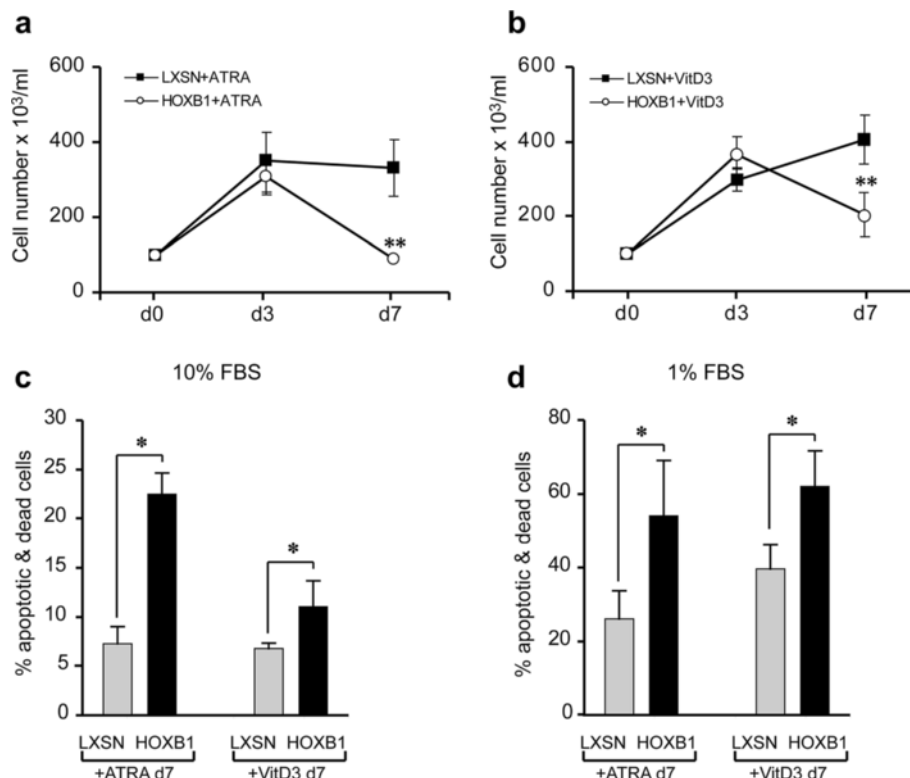 a
600
400
200
0
Cell number x 10³/ml
LXSN+ATRA
HOXB1+ATRA
**
d0 d3 d7
b
600
400
200
0
Cell number x 10³/ml
LXSN+VitD3
HOXB1+VitD3
**
d0 d3 d7
c
10% FBS
30
25
20
15
10
5
0
% apoptotic & dead cells
*
*
LXSN HOXB1 LXSN HOXB1
+ATRA d7 +VitD3 d7
d
1% FBS
80
60
40
20
0
% apoptotic & dead cells
*
*
LXSN HOXB1 LXSN HOXB1
+ATRA d7 +VitD3 d7